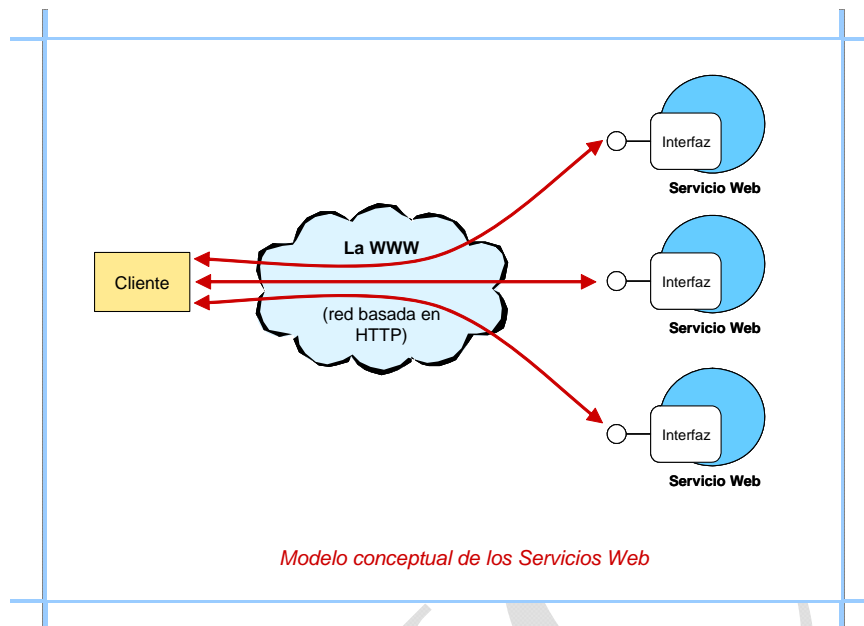 Interfaz
Servicio Web
La WWW
Cliente
Interfaz
Servicio Web
(red basada en
HTTP)
Interfaz
Servicio Web
Modelo conceptual de los Servicios Web